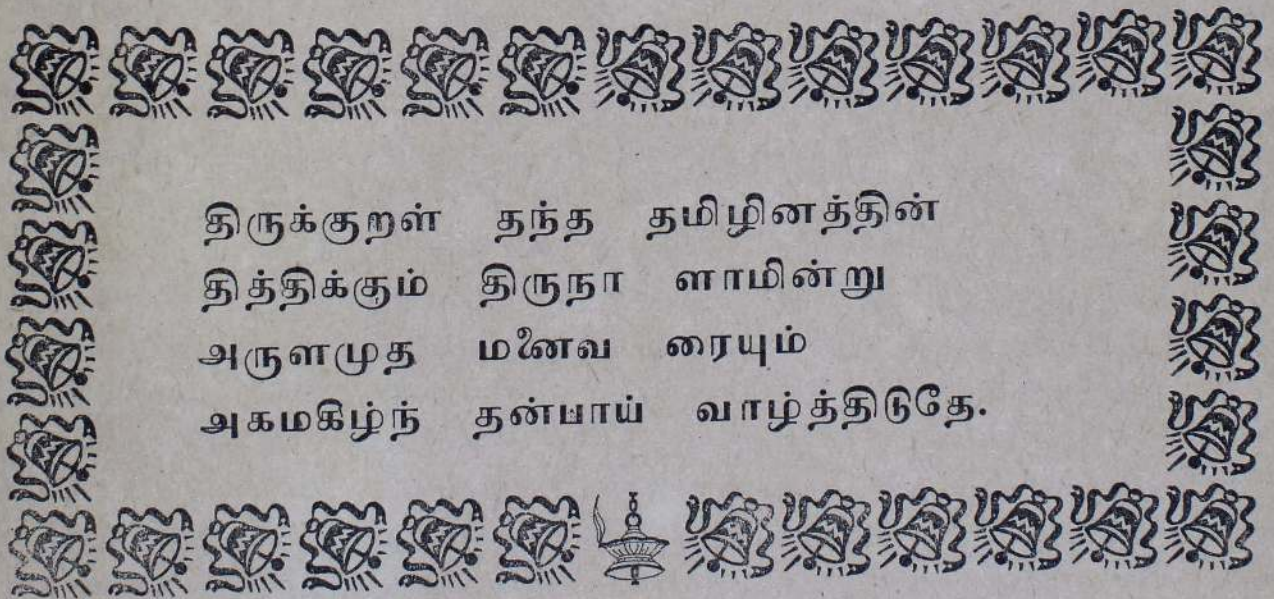 திருக்குறள் தந்த தமிழினத்தின்
தித்திக்கும் திருநா ளாமின்று
அருளமுத மனைவ ரையும்
அகமகிழ்ந் தன்பாய் வாழ்த்திடுதே.